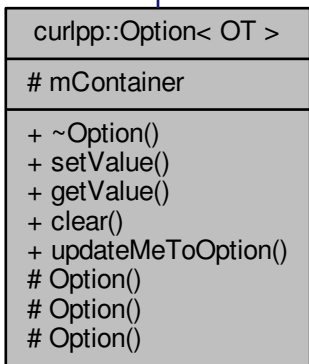 curlpp::Option< OT >
# mContainer
+ ~Option()
+ setValue()
+ getValue()
+ clear()
+ updateMeToOption()
# Option()
# Option()
# Option()